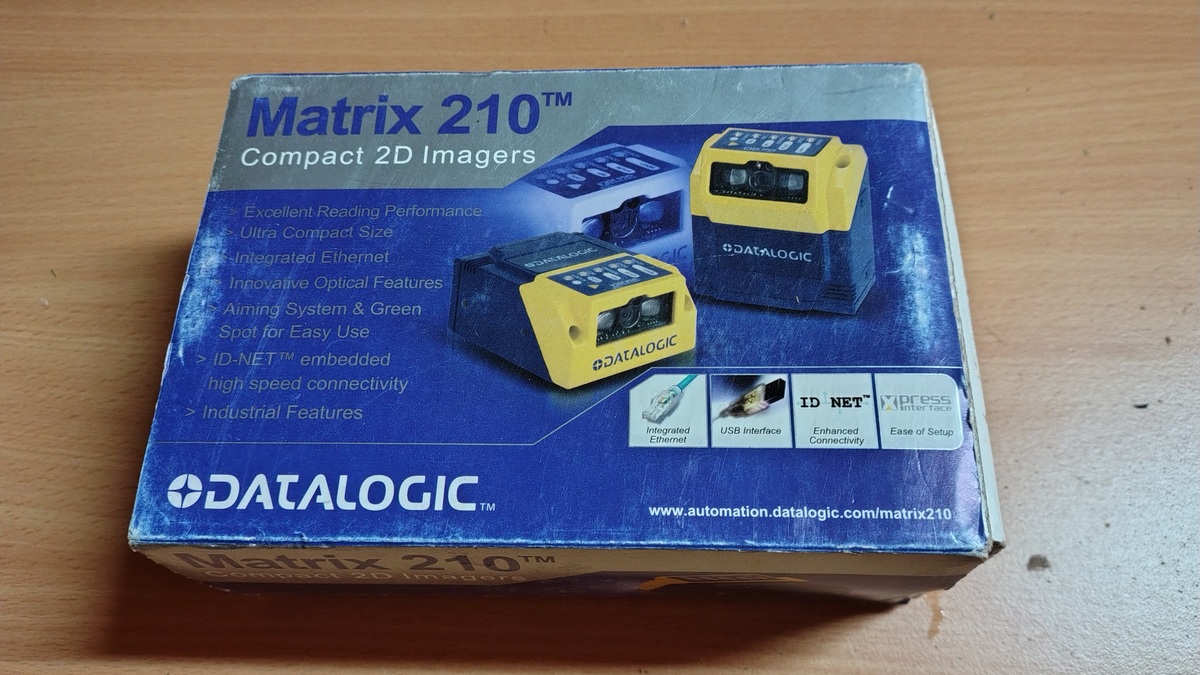 Matrix 210™
Compact 2D Imagers
> Excellent Reading Performance
> Ultra Compact Size
> Integrated Ethernet
> Innovative Optical Features
> Aiming System & Green
Spot for Easy Use
> ID-NET™ embedded
high speed connectivity
> Industrial Features
DATALOGIC
DATALOGIC
DATALOGIC
Integrated
Ethernet
USB Interface
ID NET™
Enhanced
Connectivity
Xpress
interface
Ease of Setup
DATALOGIC™
www.automation.datalogic.com/matrix210
Matrix 210™
Compact 2D Imagers